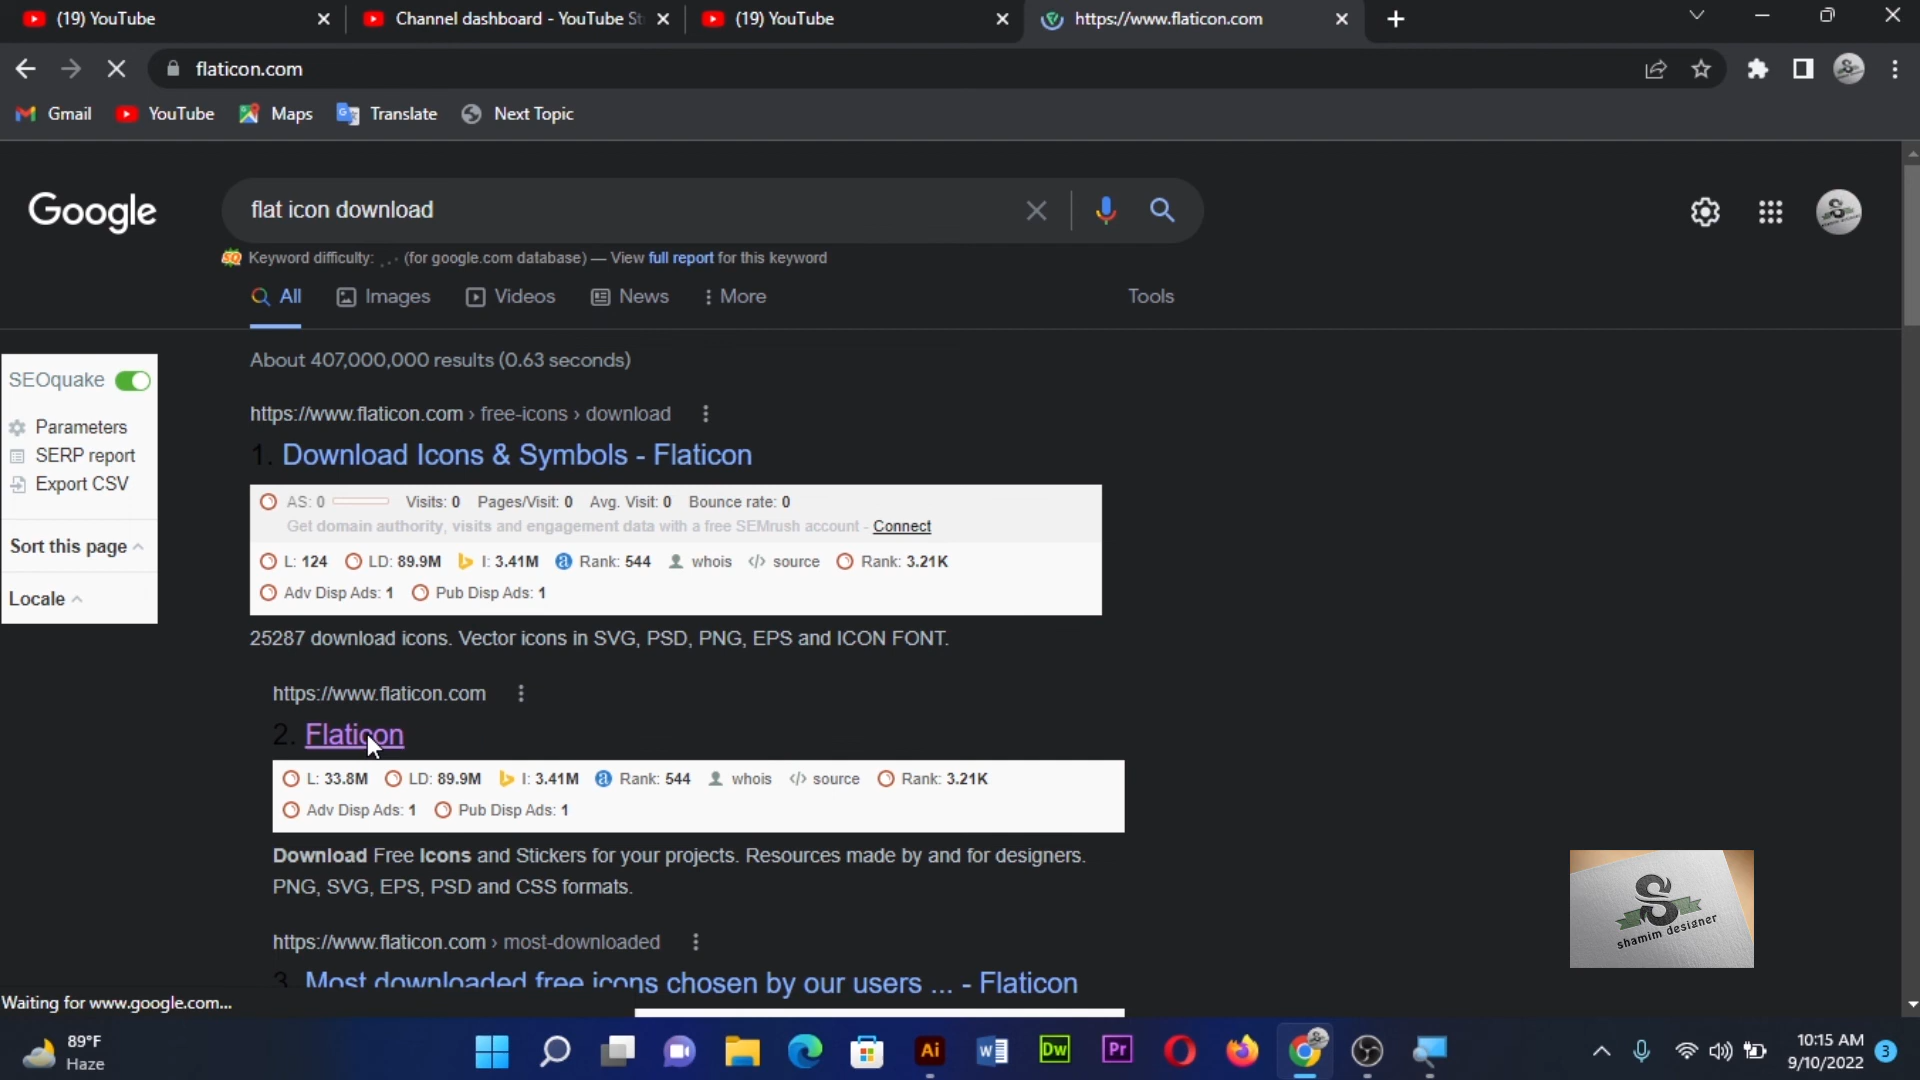 (19) YouTube
Channel dashboard - YouTube St
(19) YouTube
https://www.flaticon.com
flaticon.com
Gmail
YouTube
Maps
Translate
Next Topic
Google
flat icon download
Keyword difficulty: ... (for google.com database) — View full report for this keyword
All
Images
Videos
News
More
Tools
About 407,000,000 results (0.63 seconds)
SEOquake
Parameters
SERP report
Export CSV
Sort this page
Locale
https://www.flaticon.com › free-icons › download
1. Download Icons & Symbols - Flaticon
AS: 0 Visits: 0 Pages/Visit: 0 Avg. Visit: 0 Bounce rate: 0
Get domain authority, visits and engagement data with a free SEMrush account - Connect
L: 124 LD: 89.9M I: 3.41M Rank: 544 whois source Rank: 3.21K
Adv Disp Ads: 1 Pub Disp Ads: 1
25287 download icons. Vector icons in SVG, PSD, PNG, EPS and ICON FONT.
https://www.flaticon.com
2. Flaticon
L: 33.8M LD: 89.9M I: 3.41M Rank: 544 whois source Rank: 3.21K
Adv Disp Ads: 1 Pub Disp Ads: 1
Download Free Icons and Stickers for your projects. Resources made by and for designers.
PNG, SVG, EPS, PSD and CSS formats.
https://www.flaticon.com › most-downloaded
3. Most downloaded free icons chosen by our users ... - Flaticon
Waiting for www.google.com...
S
shamim designer
89°F
Haze
Ai
W
Dw
Pr
10:15 AM
9/10/2022
3